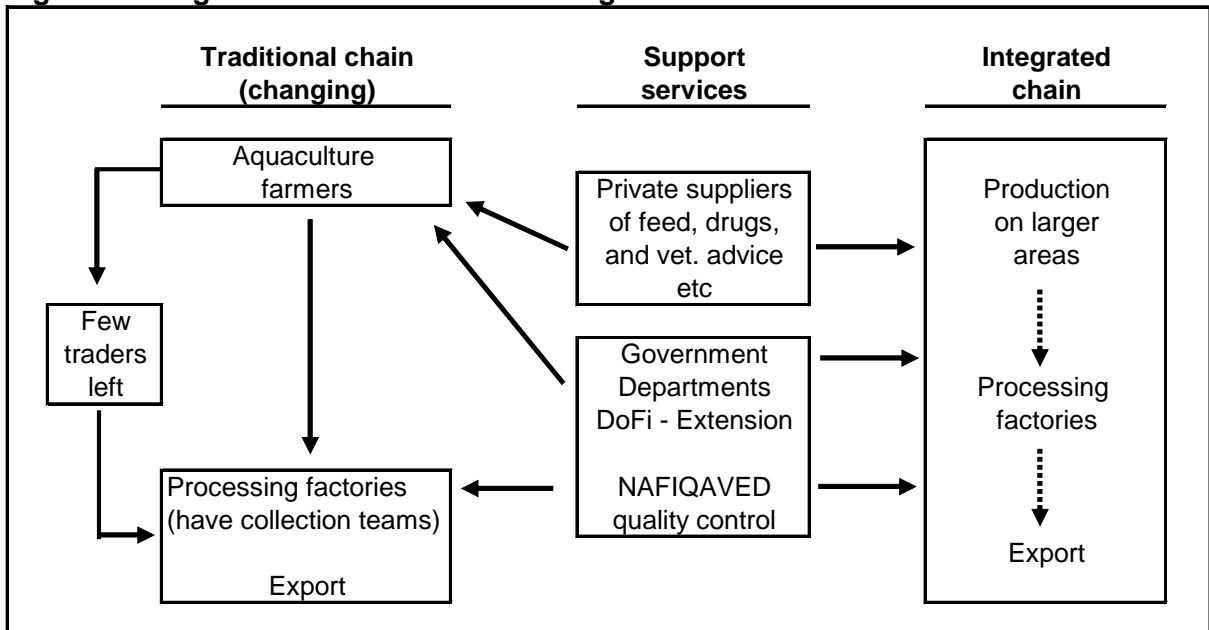 Traditional chain
(changing)
Support
services
Integrated
chain
Aquaculture
farmers
Few
traders
left
Processing factories
(have collection teams)
Export
Private suppliers
of feed, drugs,
and vet. advice
etc
Government
Departments
DoFi - Extension
NAFIQAVED
quality control
Production
on larger
areas
Processing
factories
Export